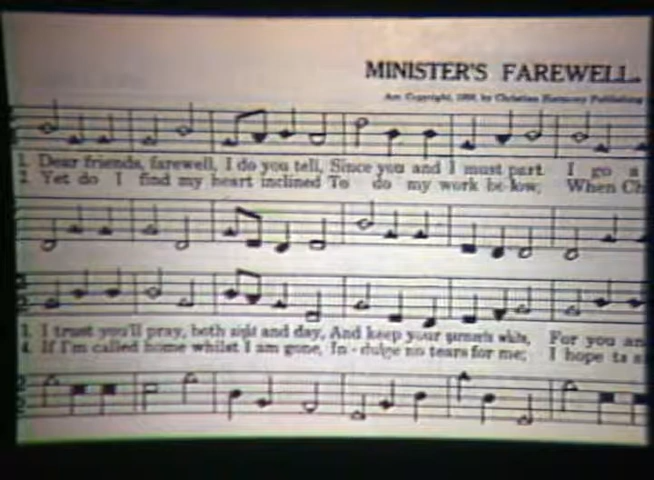 MINISTER'S FAREWELL.
Arr. Copyright, 1958, by Christian Harmony Publishing
1. Dear friends, farewell, I do you tell, Since you and I must part I go a
2. Yet do I find my heart inclined To do my work be-low; When Ch
3. I trust you'll pray, both night and day, And keep your garments white, For you an
4. If I'm called home whilst I am gone, In-dulge no tears for me; I hope to s